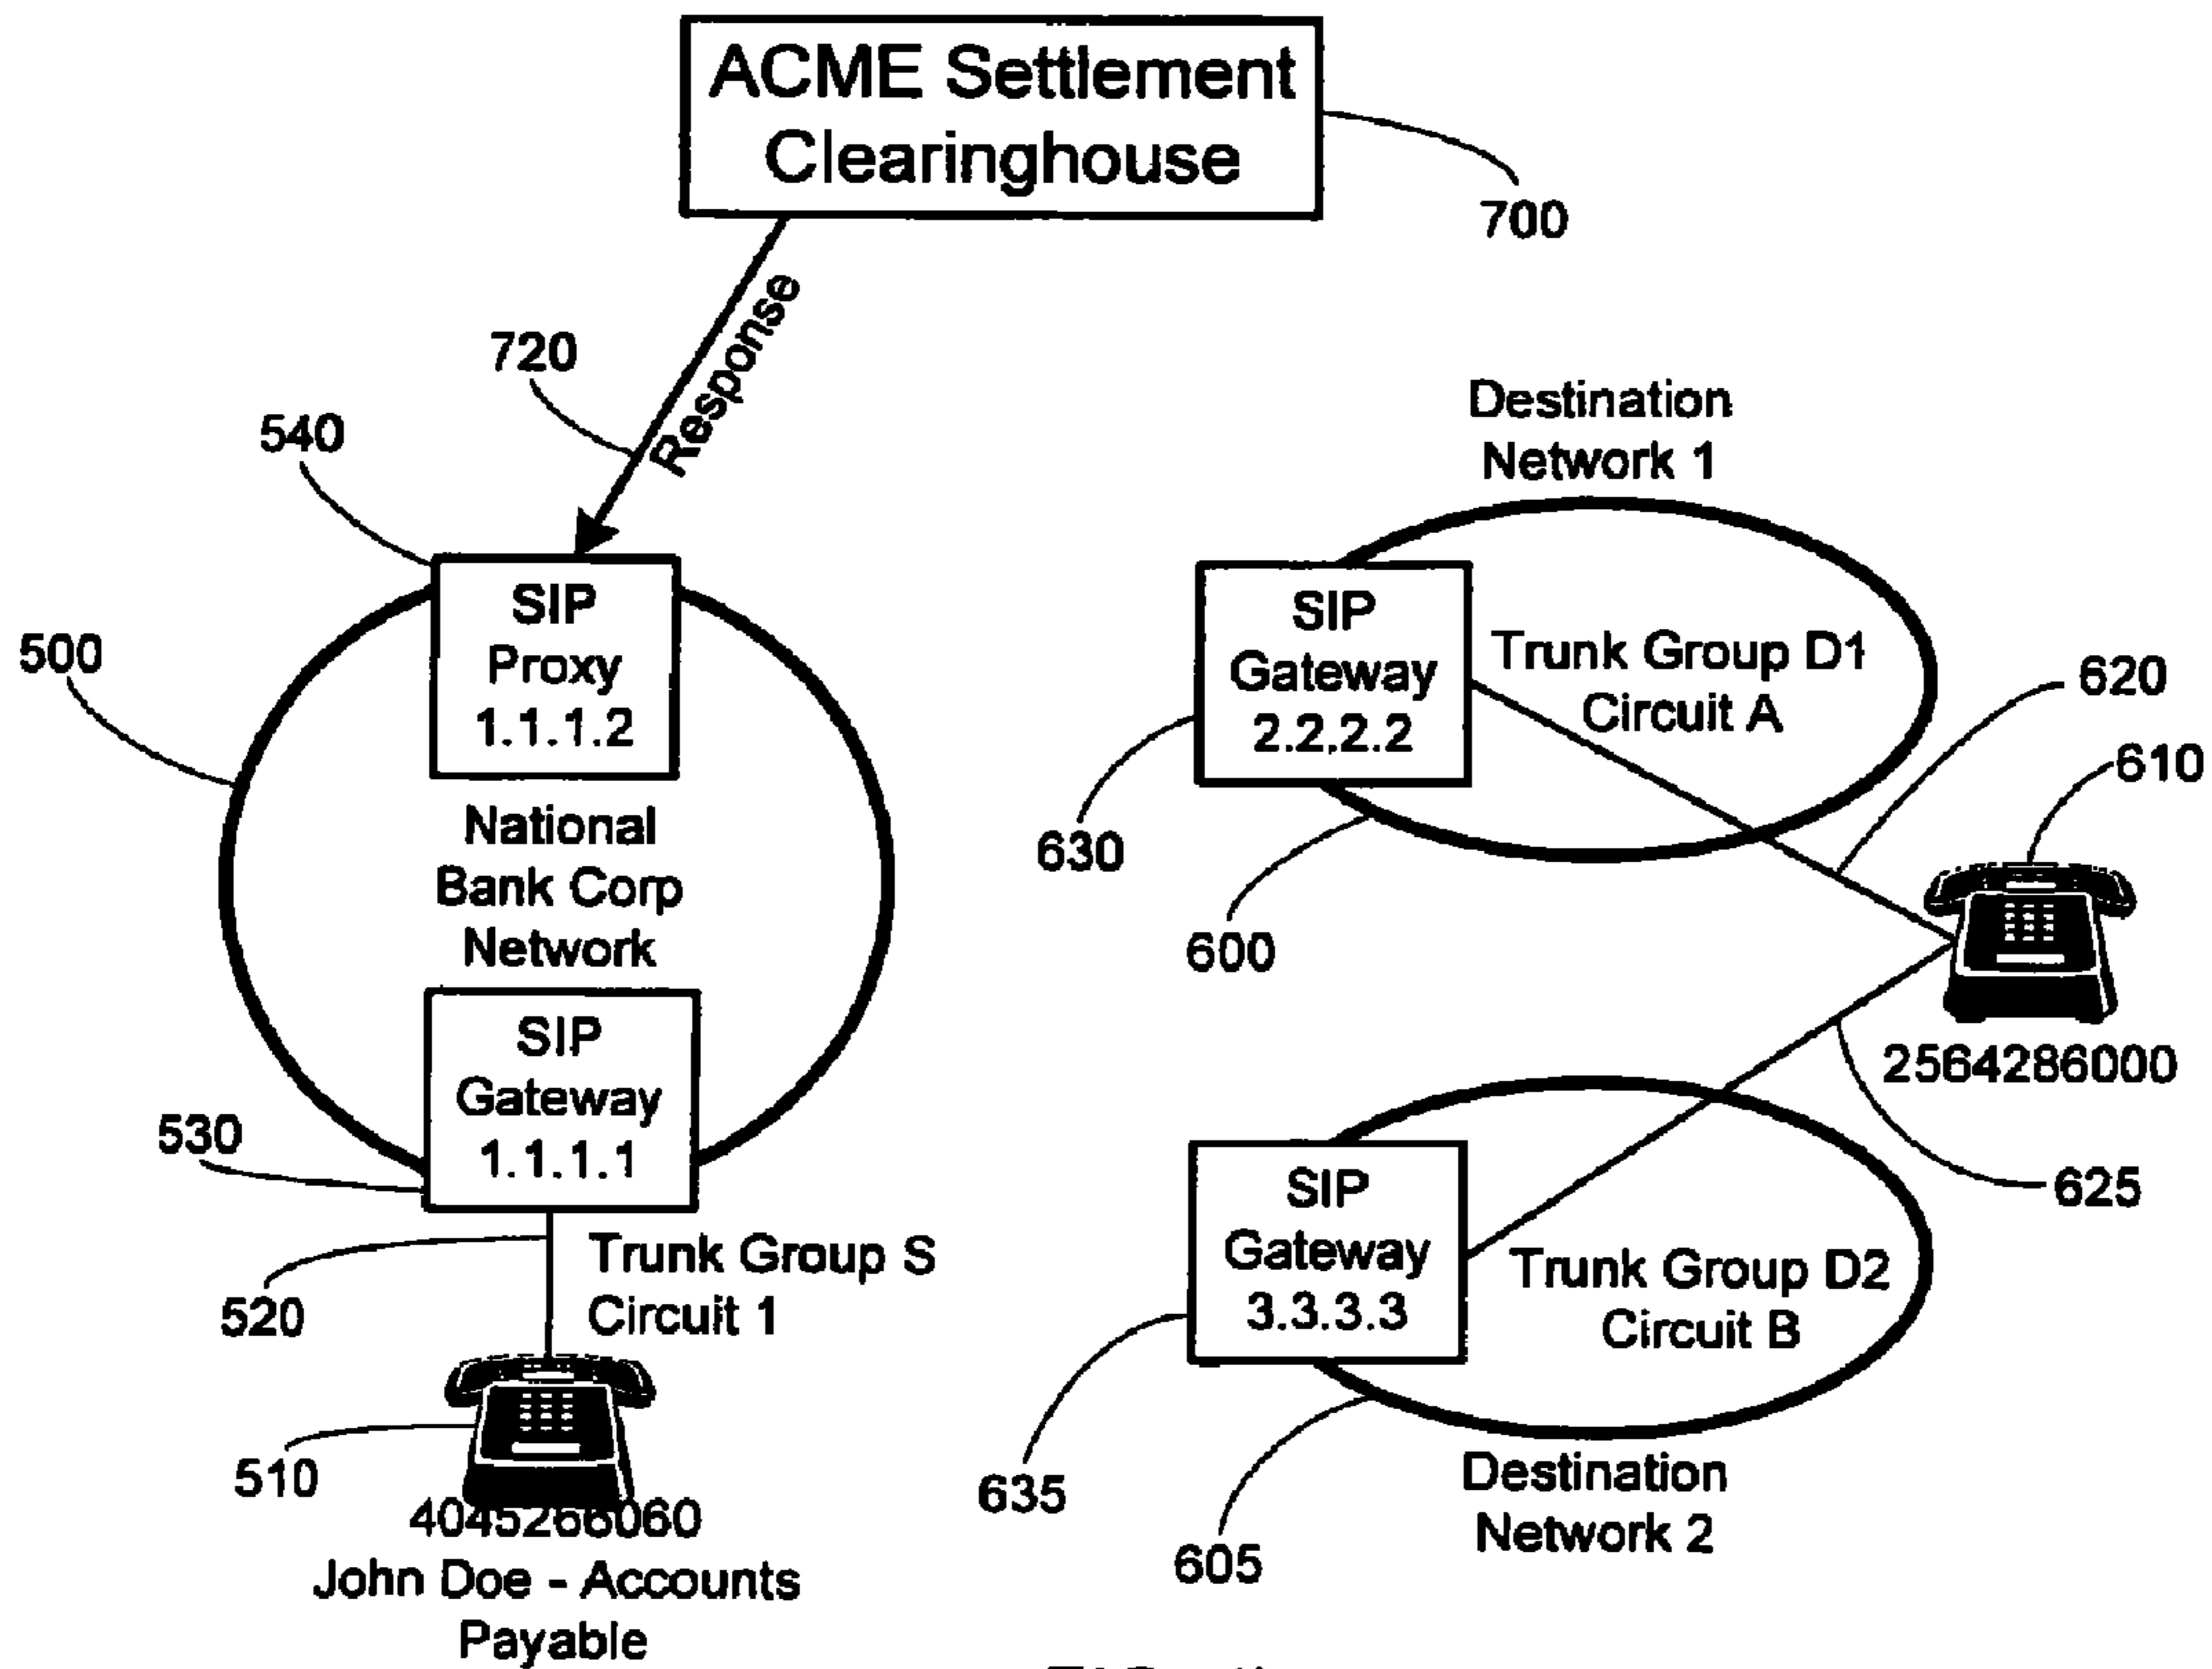 ACME Settlement
Clearinghouse
700
Response
720
540
SIP
Proxy
1.1.1.2
500
National
Bank Corp
Network
SIP
Gateway
1.1.1.1
530
Trunk Group S
Circuit 1
520
510
4045266060
John Doe - Accounts
Payable
Destination
Network 1
SIP
Gateway
2.2.2.2
Trunk Group D1
Circuit A
620
610
630
600
2564286000
625
SIP
Gateway
3.3.3.3
Trunk Group D2
Circuit B
635
605
Destination
Network 2